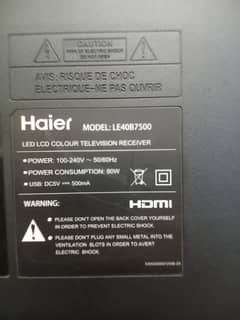 CAUTION
RISK OF ELECTRIC SHOCK
DO NOT OPEN
AVIS: RISQUE DE CHOC
ELECTRIQUE-NE PAS OUVRIR
Haier MODEL: LE40B7500
LED LCD COLOUR TELEVISION RECEIVER
• POWER: 100-240V ~ 50/60Hz
• POWER CONSUMPTION: 80W
• USB: DC5V ⎓ 500mA
WARNING: HDMI
PLEASE DON'T OPEN THE BACK COVER YOURSELF
IN ORDER TO PREVENT ELECTRIC SHOCK.
PLEASE DON'T PLUG ANY SMALL METAL INTO THE
VENTILATION SLOTS IN ORDER TO AVERT
ELECTRIC SHOCK.